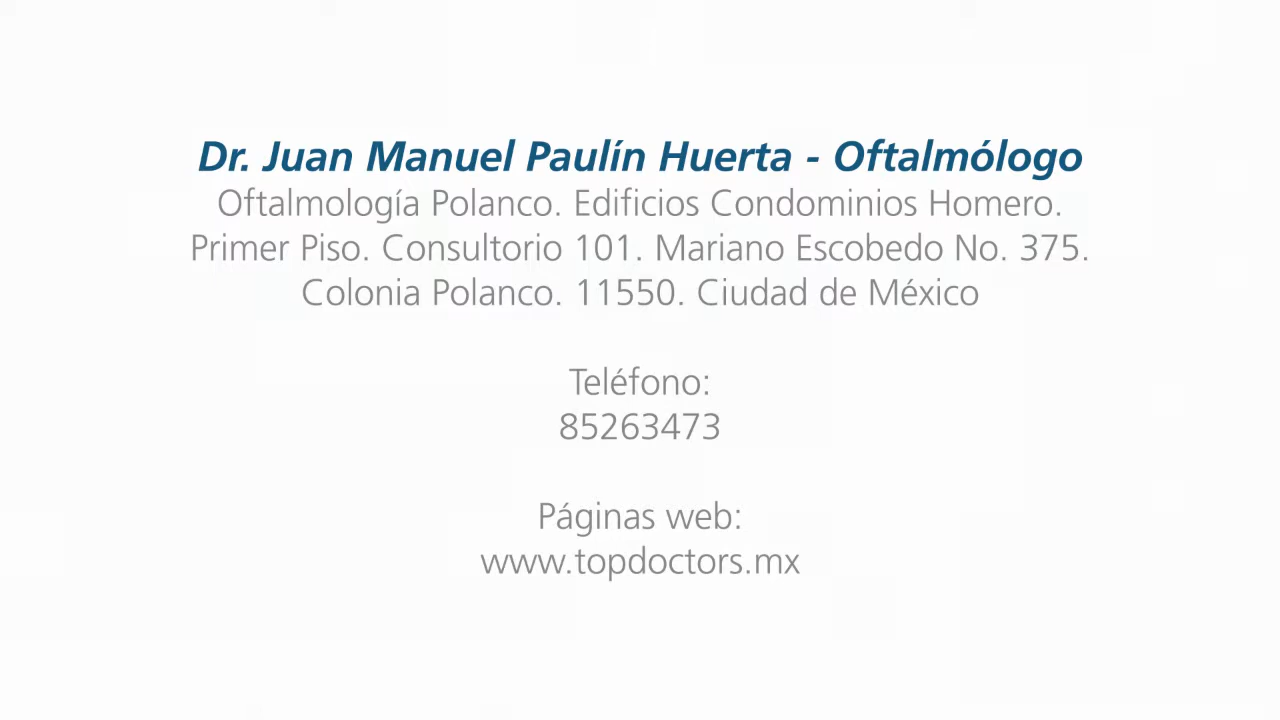 Dr. Juan Manuel Paulín Huerta - Oftalmólogo
Oftalmología Polanco. Edificios Condominios Homero.
Primer Piso. Consultorio 101. Mariano Escobedo No. 375.
Colonia Polanco. 11550. Ciudad de México
Teléfono:
85263473
Páginas web:
www.topdoctors.mx